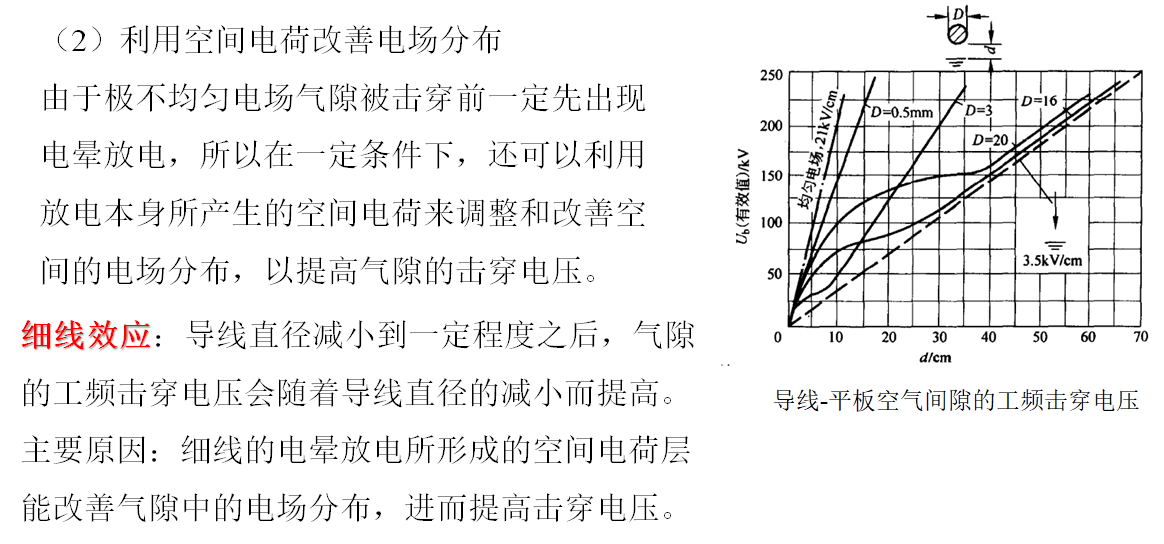 （2）利用空间电荷改善电场分布
由于极不均匀电场气隙被击穿前一定先出现
电晕放电，所以在一定条件下，还可以利用
放电本身所产生的空间电荷来调整和改善空
间的电场分布，以提高气隙的击穿电压。
细线效应：导线直径减小到一定程度之后，气隙
的工频击穿电压会随着导线直径的减小而提高。
主要原因：细线的电晕放电所形成的空间电荷层
能改善气隙中的电场分布，进而提高击穿电压。
D
d
250
200
150
100
50
0
Ub(有效值)/kV
均匀电场,21kV/cm
D=0.5mm
D=3
D=16
D=20
3.5kV/cm
0 10 20 30 40 50 60 70
d/cm
导线-平板空气间隙的工频击穿电压